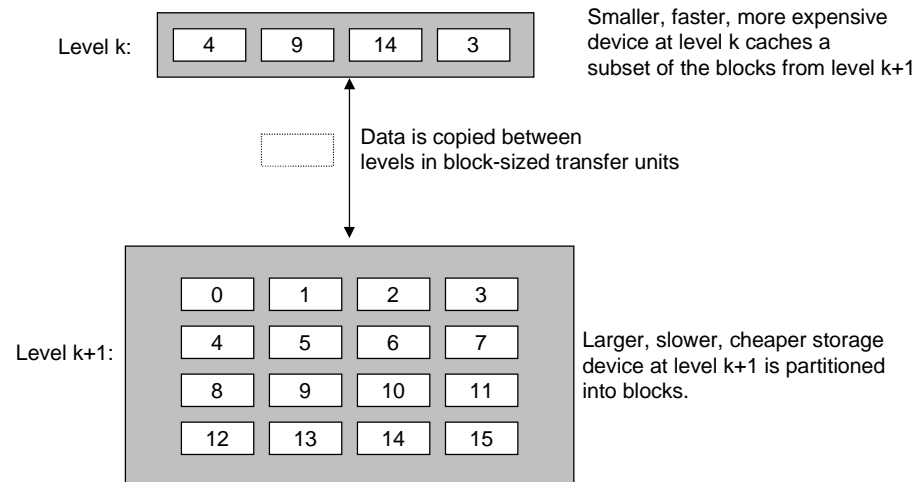 Level k:
4 9 14 3
Smaller, faster, more expensive
device at level k caches a
subset of the blocks from level k+1
Data is copied between
levels in block-sized transfer units
Level k+1:
0 1 2 3
4 5 6 7
8 9 10 11
12 13 14 15
Larger, slower, cheaper storage
device at level k+1 is partitioned
into blocks.